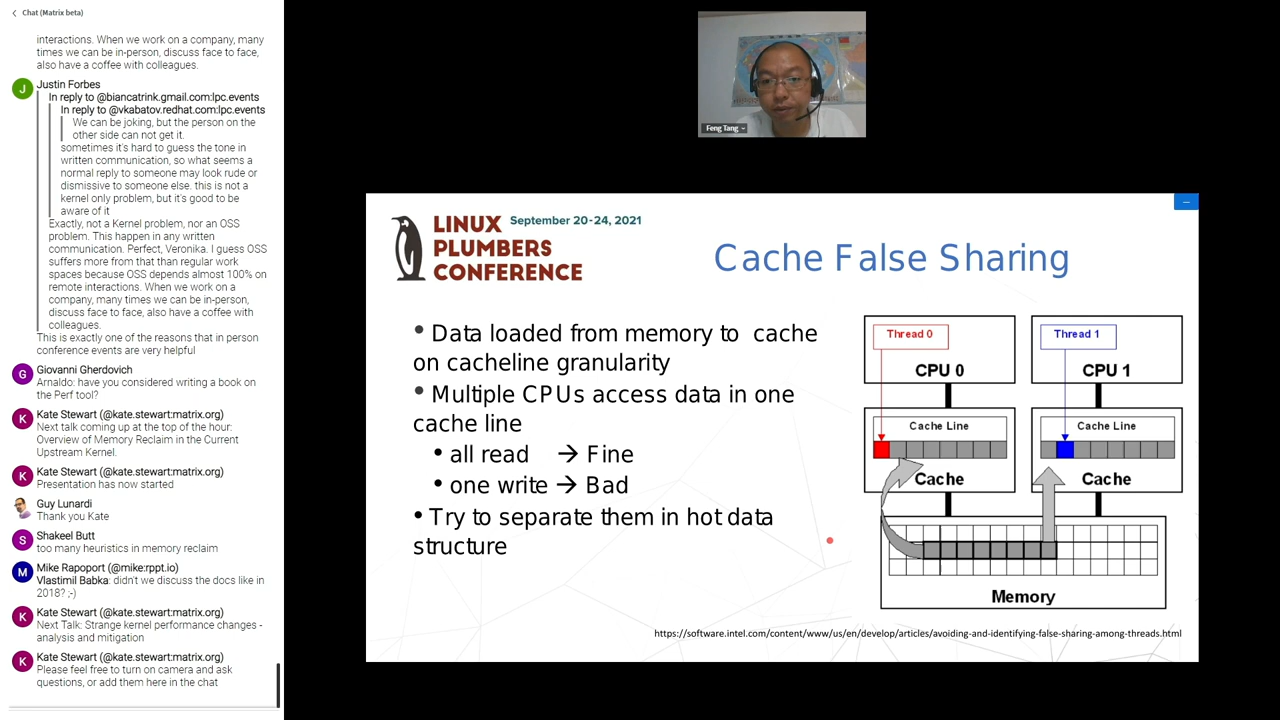 Chat (Matrix beta)
interactions. When we work on a company, many
times we can be in-person, discuss face to face,
also have a coffee with colleagues.
J
Justin Forbes
In reply to @biancatrink.gmail.com:lpc.events
In reply to @vkabatov.redhat.com:lpc.events
We can be joking, but the person on the
other side can not get it.
sometimes it's hard to guess the tone in
written communication, so what seems a
normal reply to someone may look rude or
dismissive to someone else. this is not a
kernel only problem, but it's good to be
aware of it
Exactly, not a Kernel problem, nor an OSS
problem. This happen in any written
communication. Perfect, Veronika. I guess OSS
suffers more from that than regular work
spaces because OSS depends almost 100% on
remote interactions. When we work on a
company, many times we can be in-person,
discuss face to face, also have a coffee with
colleagues.
This is exactly one of the reasons that in person
conference events are very helpful
G
Giovanni Gherdovich
Arnaldo: have you considered writing a book on
the Perf tool?
K
Kate Stewart (@kate.stewart:matrix.org)
Next talk coming up at the top of the hour:
Overview of Memory Reclaim in the Current
Upstream Kernel.
K
Kate Stewart (@kate.stewart:matrix.org)
Presentation has now started
Guy Lunardi
Thank you Kate
S
Shakeel Butt
too many heuristics in memory reclaim
M
Mike Rapoport (@mike:rppt.io)
Vlastimil Babka: didn't we discuss the docs like in
2018? ;-)
K
Kate Stewart (@kate.stewart:matrix.org)
Next Talk: Strange kernel performance changes -
analysis and mitigation
K
Kate Stewart (@kate.stewart:matrix.org)
Please feel free to turn on camera and ask
questions, or add them here in the chat
Feng Tang
LINUX
PLUMBERS
CONFERENCE
September 20-24, 2021
Cache False Sharing
• Data loaded from memory to cache
on cacheline granularity
• Multiple CPUs access data in one
cache line
• all read → Fine
• one write → Bad
• Try to separate them in hot data
structure
Thread 0
CPU 0
Thread 1
CPU 1
Cache Line
Cache
Cache Line
Cache
Memory
https://software.intel.com/content/www/us/en/develop/articles/avoiding-and-identifying-false-sharing-among-threads.html